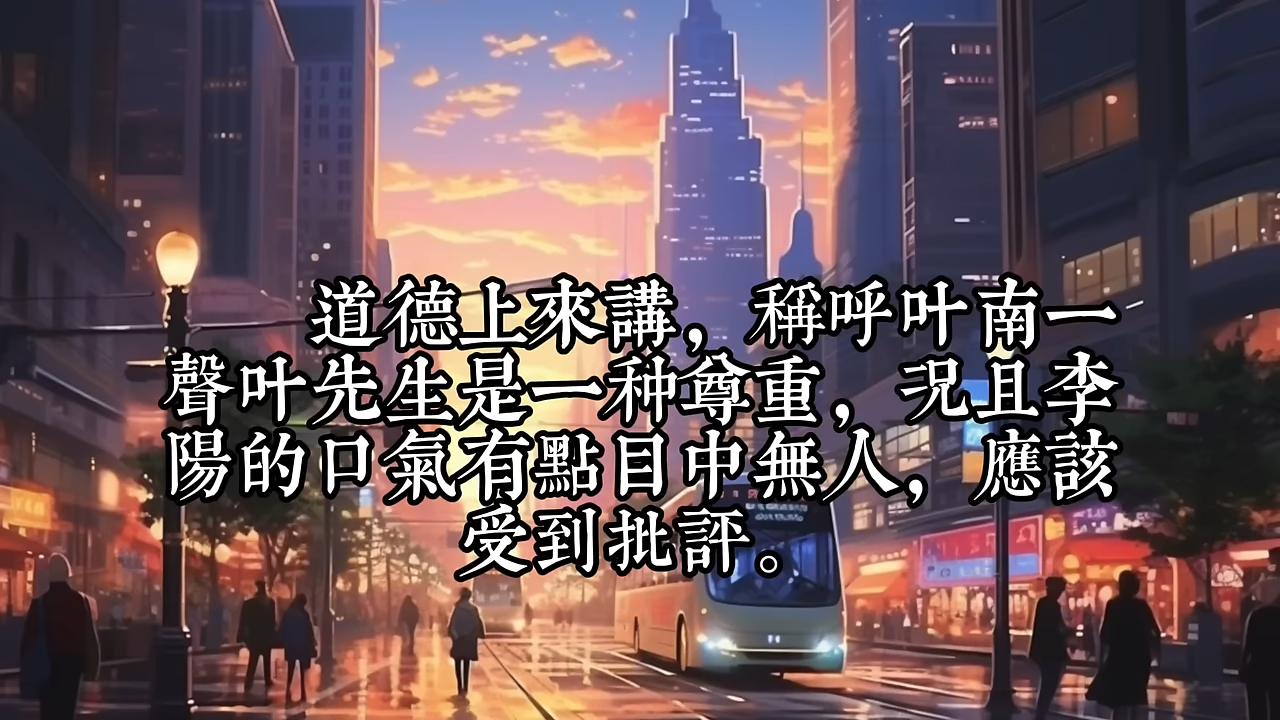 道德上來講，稱呼叶南一
聲叶先生是一种尊重，况且李
陽的口氣有點目中無人，應該
受到批評。